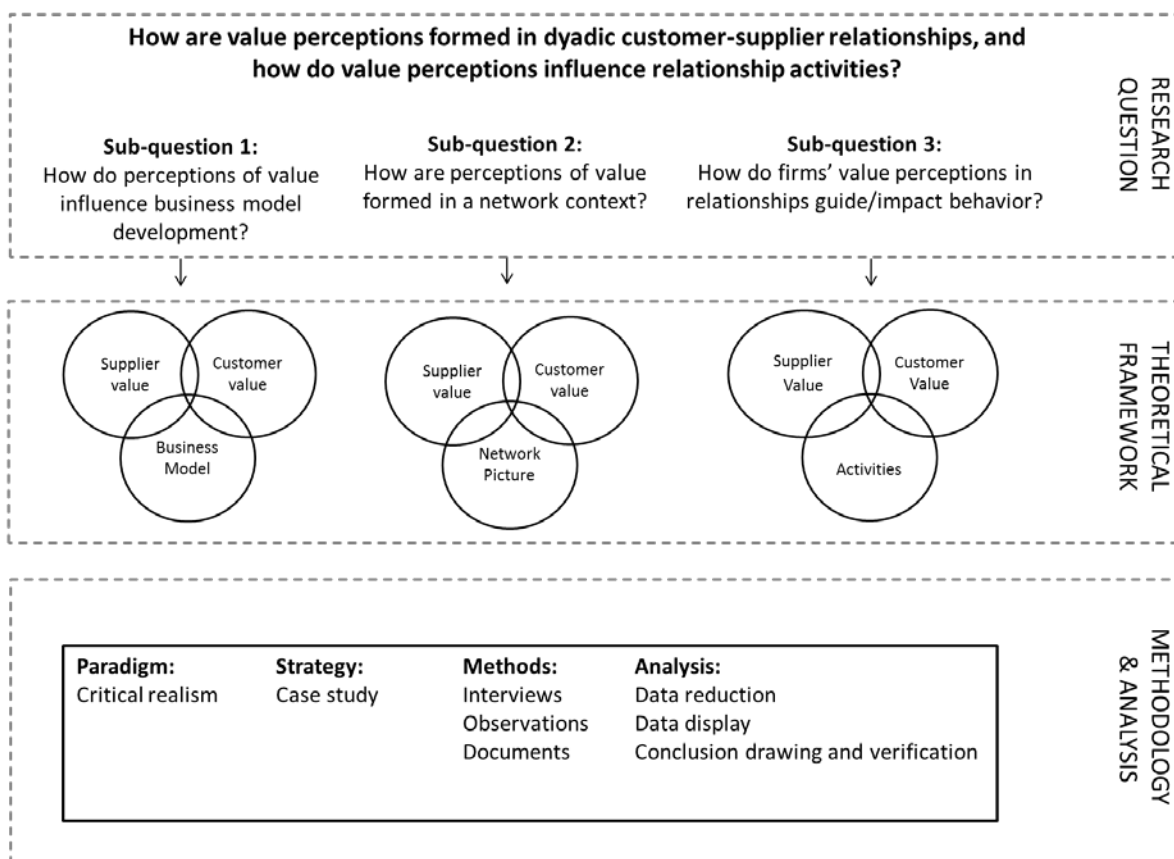 How are value perceptions formed in dyadic customer-supplier relationships, and
how do value perceptions influence relationship activities?
Sub-question 1:
How do perceptions of value
influence business model
development?
Sub-question 2:
How are perceptions of value
formed in a network context?
Sub-question 3:
How do firms’ value perceptions in
relationships guide/impact behavior?
RESEARCH
QUESTION
Supplier
value
Customer
value
Business
Model
Supplier
value
Customer
value
Network
Picture
Supplier
Value
Customer
Value
Activities
THEORETICAL
FRAMEWORK
Paradigm:
Critical realism
Strategy:
Case study
Methods:
Interviews
Observations
Documents
Analysis:
Data reduction
Data display
Conclusion drawing and verification
METHODOLOGY
& ANALYSIS